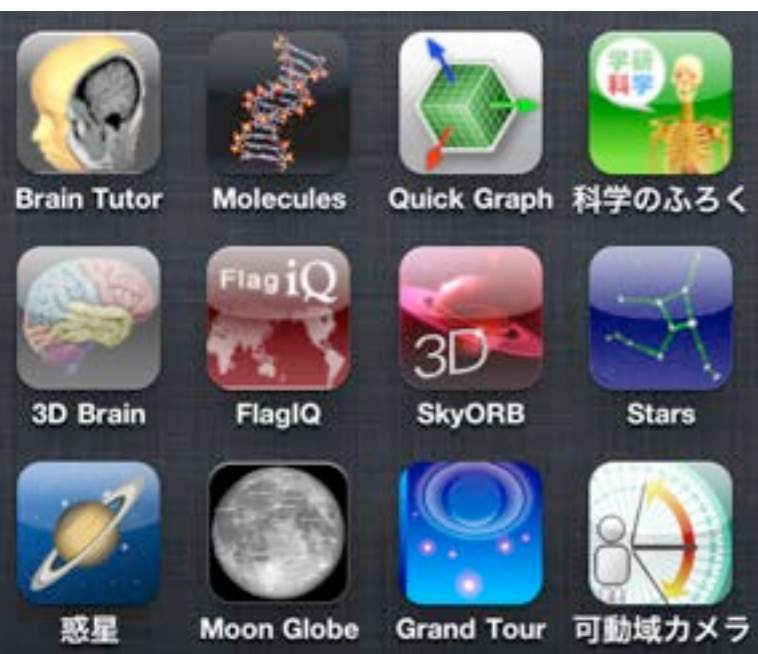 学研
科学
Brain Tutor
Molecules
Quick Graph
科学のふろく
Flag iQ
3D
3D Brain
FlagIQ
SkyORB
Stars
惑星
Moon Globe
Grand Tour
可動域カメラ